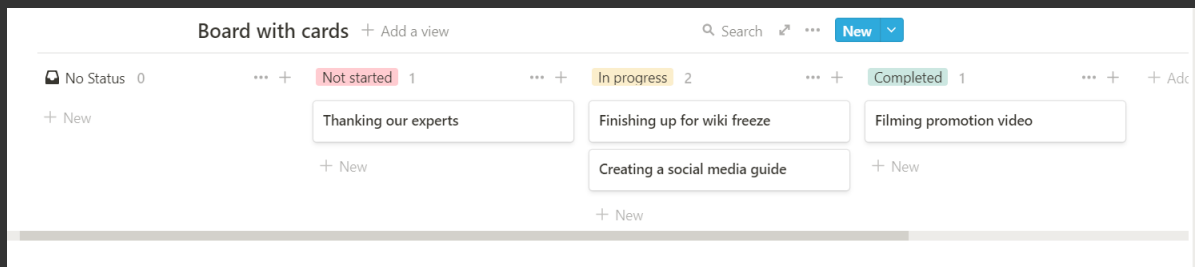 Board with cards + Add a view Search ••• New
No Status 0 ••• + Not started 1 ••• + In progress 2 ••• + Completed 1 ••• + + Add
+ New Thanking our experts Finishing up for wiki freeze Filming promotion video
+ New Creating a social media guide + New
+ New